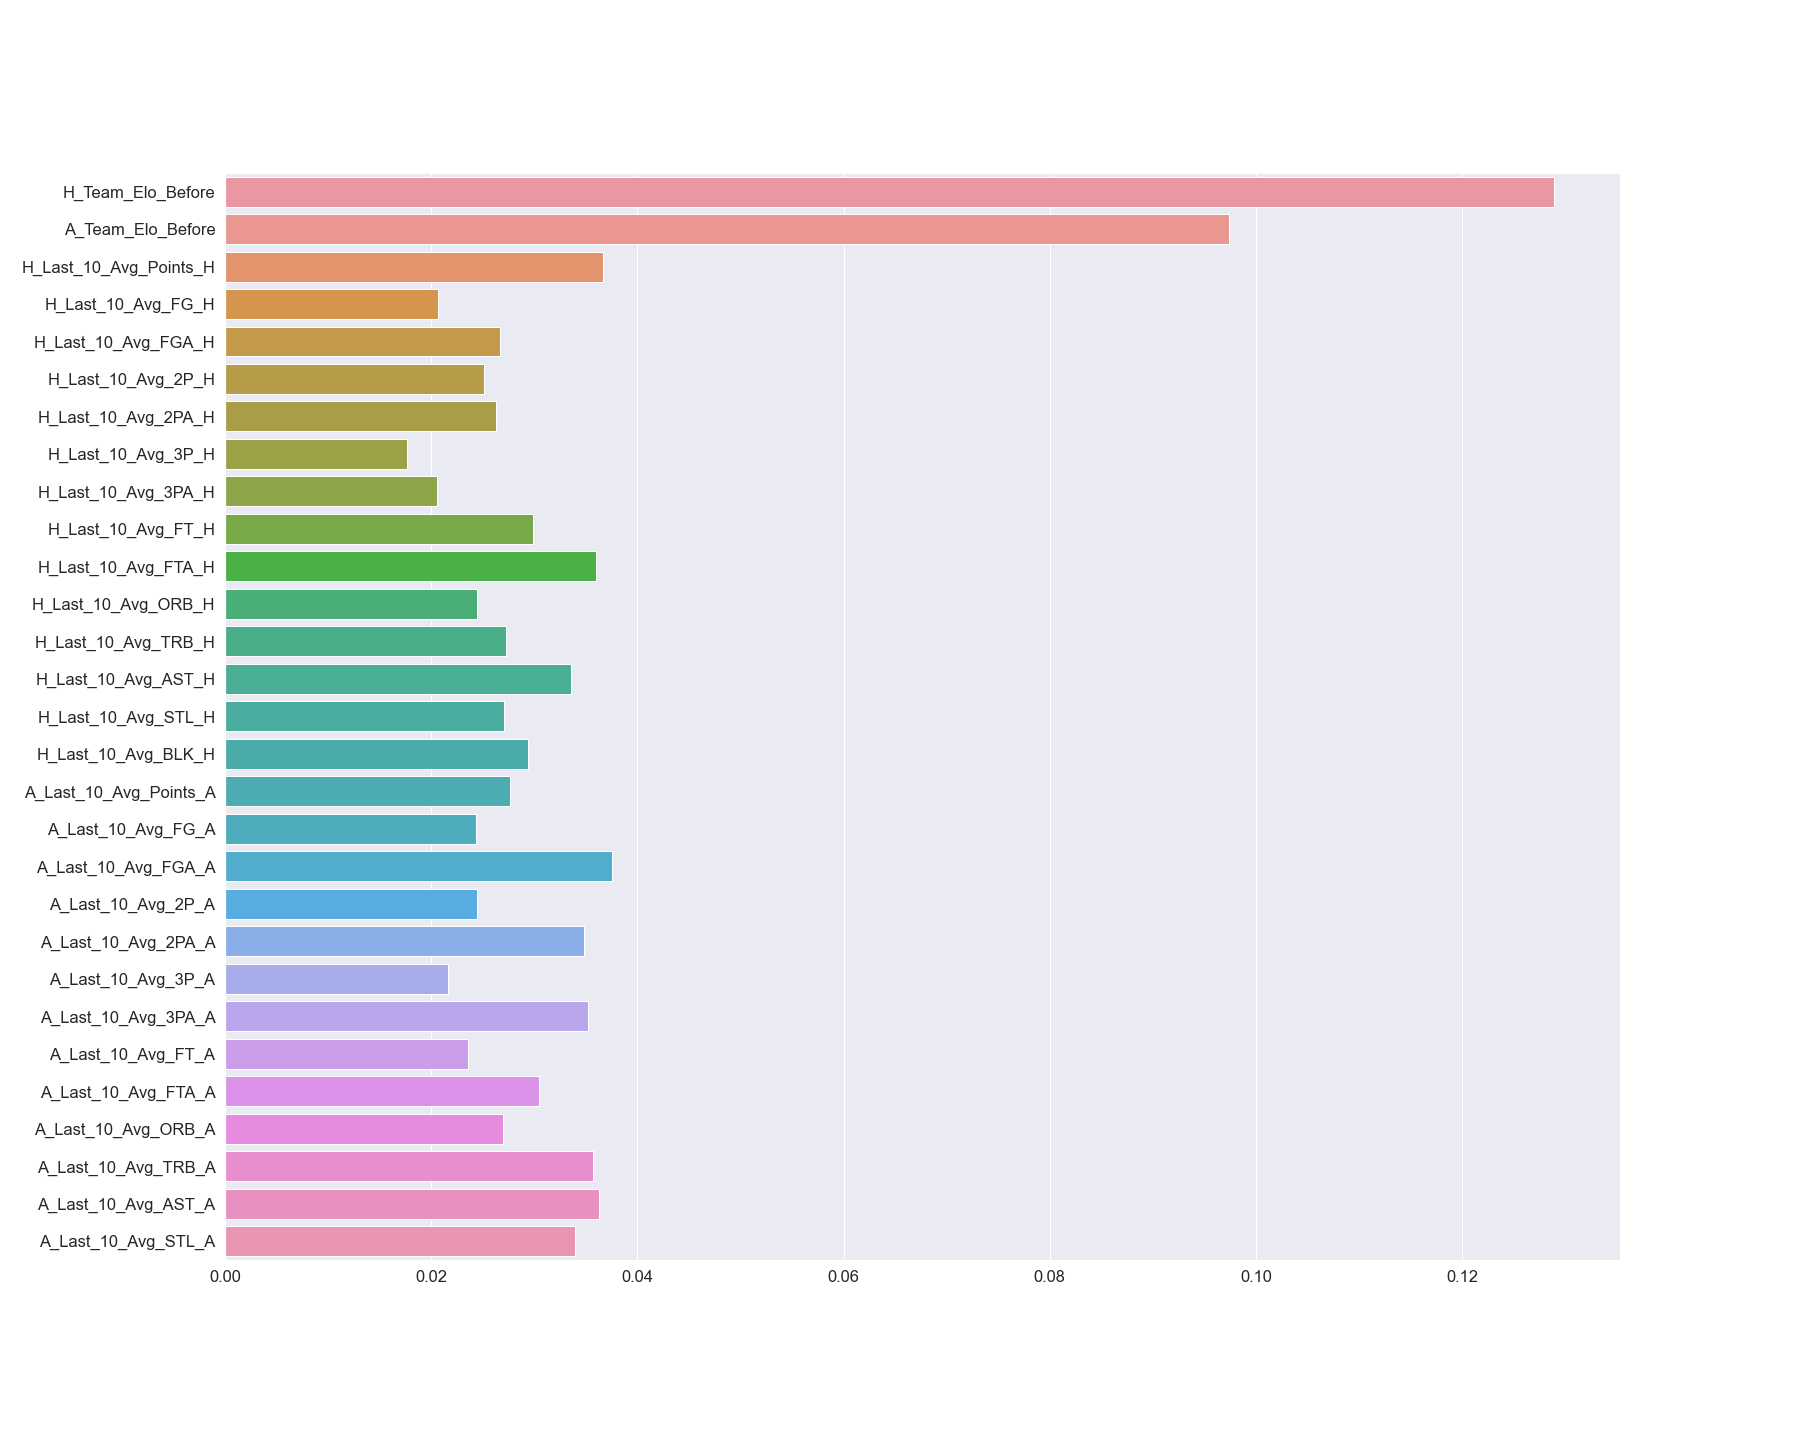 H_Team_Elo_Before
A_Team_Elo_Before
H_Last_10_Avg_Points_H
H_Last_10_Avg_FG_H
H_Last_10_Avg_FGA_H
H_Last_10_Avg_2P_H
H_Last_10_Avg_2PA_H
H_Last_10_Avg_3P_H
H_Last_10_Avg_3PA_H
H_Last_10_Avg_FT_H
H_Last_10_Avg_FTA_H
H_Last_10_Avg_ORB_H
H_Last_10_Avg_TRB_H
H_Last_10_Avg_AST_H
H_Last_10_Avg_STL_H
H_Last_10_Avg_BLK_H
A_Last_10_Avg_Points_A
A_Last_10_Avg_FG_A
A_Last_10_Avg_FGA_A
A_Last_10_Avg_2P_A
A_Last_10_Avg_2PA_A
A_Last_10_Avg_3P_A
A_Last_10_Avg_3PA_A
A_Last_10_Avg_FT_A
A_Last_10_Avg_FTA_A
A_Last_10_Avg_ORB_A
A_Last_10_Avg_TRB_A
A_Last_10_Avg_AST_A
A_Last_10_Avg_STL_A
0.00 0.02 0.04 0.06 0.08 0.10 0.12